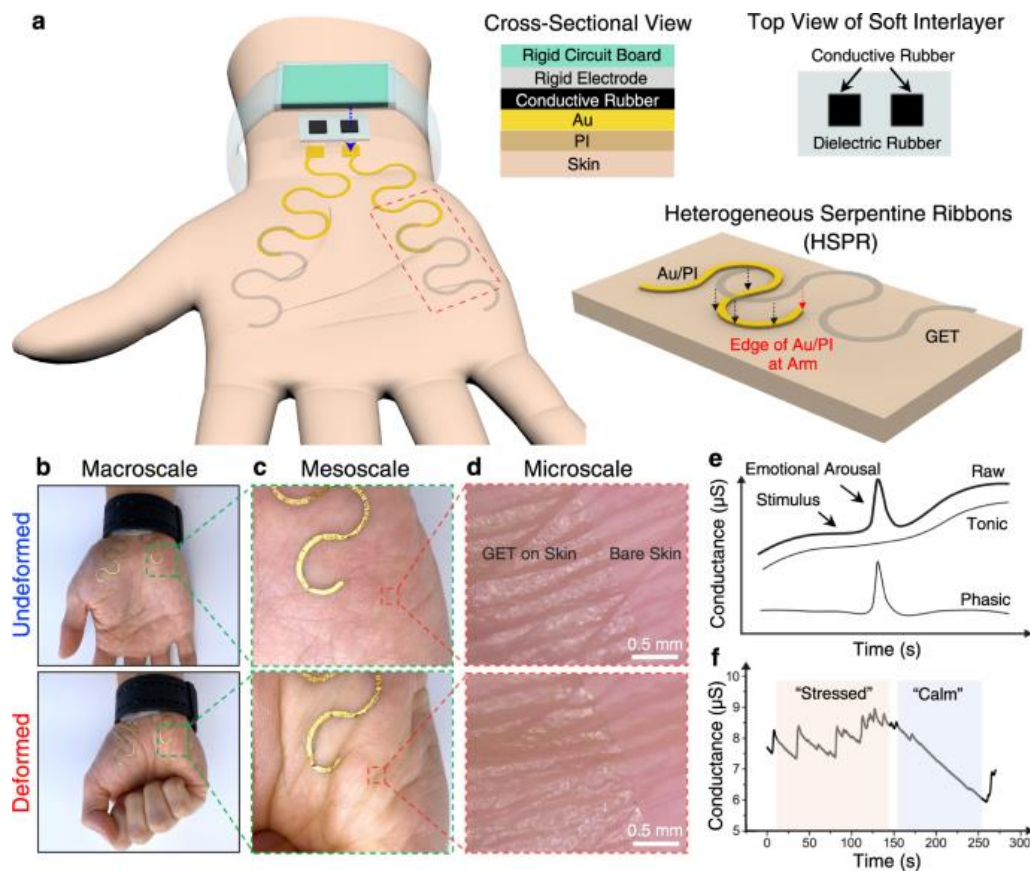 a
Cross-Sectional View
Rigid Circuit Board
Rigid Electrode
Conductive Rubber
Au
PI
Skin
Top View of Soft Interlayer
Conductive Rubber
Dielectric Rubber
Heterogeneous Serpentine Ribbons
(HSPR)
Au/PI
Edge of Au/PI
at Arm
GET
b Macroscale
c Mesoscale
d Microscale
Undeformed
Deformed
GET on Skin
Bare Skin
0.5 mm
0.5 mm
e
Emotional Arousal
Stimulus
Raw
Tonic
Phasic
Conductance (µS)
Time (s)
f
"Stressed"
"Calm"
Conductance (µS)
10
9
8
7
6
5
0 50 100 150 200 250 300
Time (s)